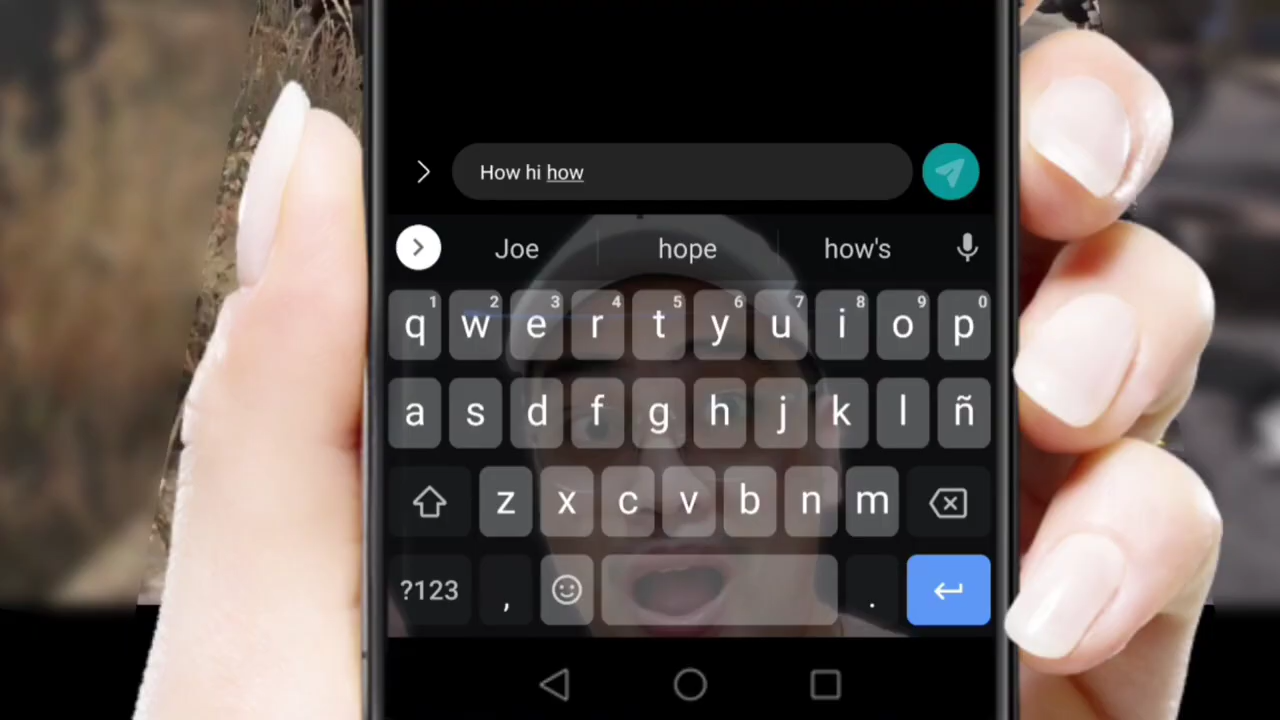 How hi how
Joe hope how's
1 2 3 4 5 6 7 8 9 0
q w e r t y u i o p
a s d f g h j k l ñ
z x c v b n m
?123 , .